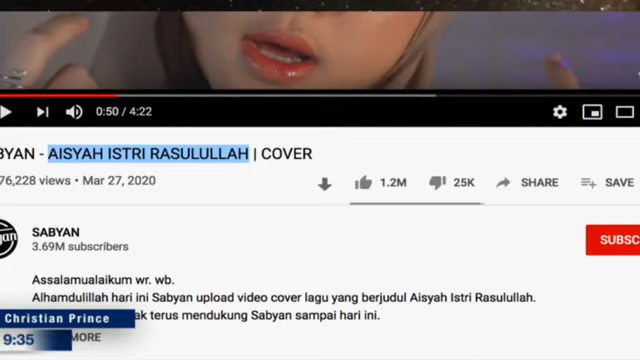 0:50 / 4:22
BYAN - AISYAH ISTRI RASULULLAH | COVER
76,228 views • Mar 27, 2020
1.2M
25K
SHARE
SAVE
SABYAN
3.69M subscribers
SUBSC
Assalamualaikum wr. wb.
Alhamdulillah hari ini Sabyan upload video cover lagu yang berjudul Aisyah Istri Rasulullah.
ak terus mendukung Sabyan sampai hari ini.
Christian Prince
9:35
MORE